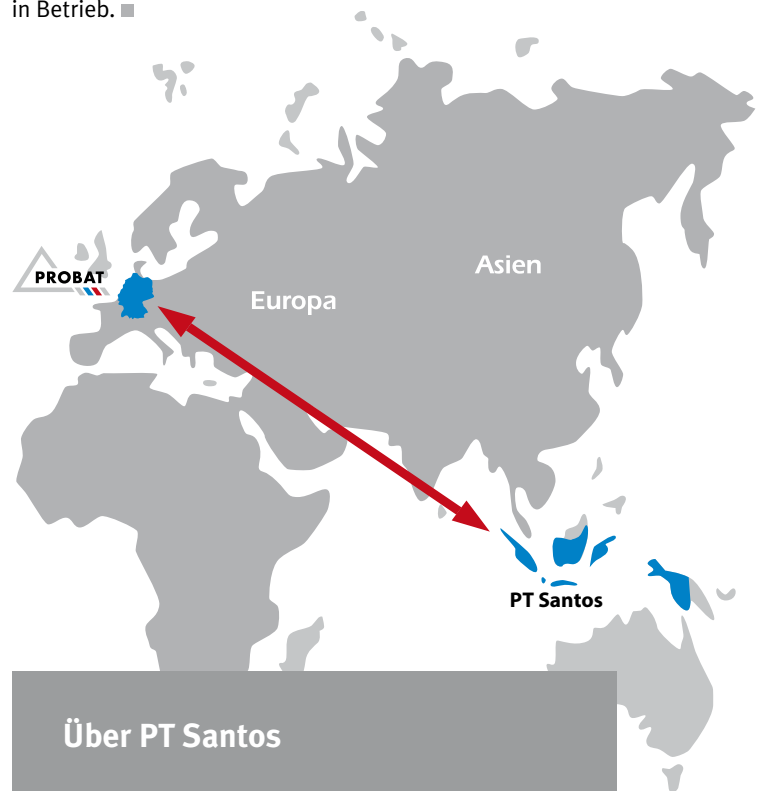 in Betrieb. ■
Asien
PROBAT
Europa
PT Santos
Über PT Santos